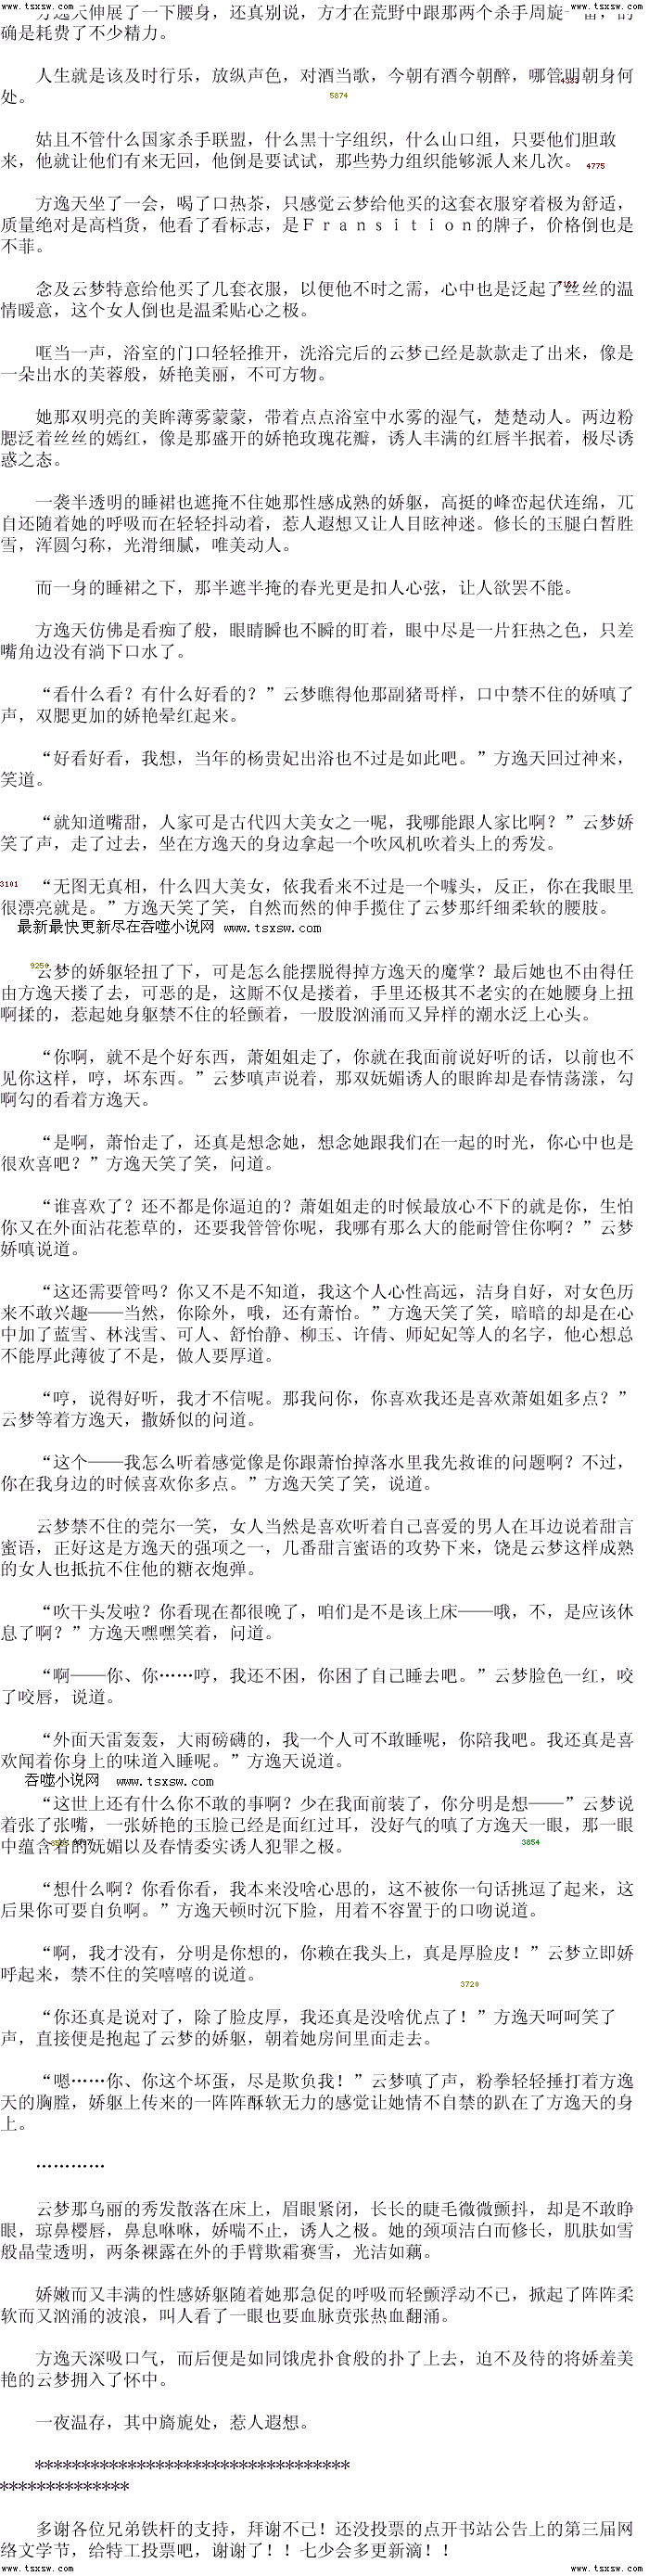 www.tsxsw.com www.tsxsw.com
方逸天伸展了一下腰身，还真别说，方才在荒野中跟那两个杀手周旋一番，的
确是耗费了不少精力。
人生就是该及时行乐，放纵声色，对酒当歌，今朝有酒今朝醉，哪管明朝身何
处。
5874
姑且不管什么国家杀手联盟，什么黑十字组织，什么山口组，只要他们胆敢
来，他就让他们有来无回，他倒是要试试，那些势力组织能够派人来几次。 4775
方逸天坐了一会，喝了口热茶，只感觉云梦给他买的这套衣服穿着极为舒适，
质量绝对是高档货，他看了看标志，是Ｆｒａｎｓｉｔｉｏｎ的牌子，价格倒也是
不菲。
念及云梦特意给他买了几套衣服，以便他不时之需，心中也是泛起了丝丝的温
情暖意，这个女人倒也是温柔贴心之极。
哐当一声，浴室的门口轻轻推开，洗浴完后的云梦已经是款款走了出来，像是
一朵出水的芙蓉般，娇艳美丽，不可方物。
她那双明亮的美眸薄雾蒙蒙，带着点点浴室中水雾的湿气，楚楚动人。两边粉
腮泛着丝丝的嫣红，像是那盛开的娇艳玫瑰花瓣，诱人丰满的红唇半抿着，极尽诱
惑之态。
一袭半透明的睡裙也遮掩不住她那性感成熟的娇躯，高挺的峰峦起伏连绵，兀
自还随着她的呼吸而在轻轻抖动着，惹人遐想又让人目眩神迷。修长的玉腿白皙胜
雪，浑圆匀称，光滑细腻，唯美动人。
而一身的睡裙之下，那半遮半掩的春光更是扣人心弦，让人欲罢不能。
方逸天仿佛是看痴了般，眼睛瞬也不瞬的盯着，眼中尽是一片狂热之色，只差
嘴角边没有淌下口水了。
“看什么看？有什么好看的？”云梦瞧得他那副猪哥样，口中禁不住的娇嗔了
声，双腮更加的娇艳晕红起来。
“好看好看，我想，当年的杨贵妃出浴也不过是如此吧。”方逸天回过神来，
笑道。
“就知道嘴甜，人家可是古代四大美女之一呢，我哪能跟人家比啊？”云梦娇
笑了声，走了过去，坐在方逸天的身边拿起一个吹风机吹着头上的秀发。
3101 “无图无真相，什么四大美女，依我看来不过是一个噱头，反正，你在我眼里
很漂亮就是。”方逸天笑了笑，自然而然的伸手揽住了云梦那纤细柔软的腰肢。
最新最快更新尽在吞噬小说网 www.tsxsw.com
云梦的娇躯轻扭了下，可是怎么能摆脱得掉方逸天的魔掌？最后她也不由得任
由方逸天搂了去，可恶的是，这厮不仅是搂着，手里还极其不老实的在她腰身上扭
啊揉的，惹起她身躯禁不住的轻颤着，一股股汹涌而又异样的潮水泛上心头。
“你啊，就不是个好东西，萧姐姐走了，你就在我面前说好听的话，以前也不
见你这样，哼，坏东西。”云梦嗔声说着，那双妩媚诱人的眼眸却是春情荡漾，勾
啊勾的看着方逸天。
“是啊，萧怡走了，还真是想念她，想念她跟我们在一起的时光，你心中也是
很欢喜吧？”方逸天笑了笑，问道。
“谁喜欢了？还不都是你逼迫的？萧姐姐走的时候最放心不下的就是你，生怕
你又在外面沾花惹草的，还要我管管你呢，我哪有那么大的能耐管住你啊？”云梦
娇嗔说道。
“这还需要管吗？你又不是不知道，我这个人心性高远，洁身自好，对女色历
来不敢兴趣——当然，你除外，哦，还有萧怡。”方逸天笑了笑，暗暗的却是在心
中加了蓝雪、林浅雪、可人、舒怡静、柳玉、许倩、师妃妃等人的名字，他心想总
不能厚此薄彼了不是，做人要厚道。
“哼，说得好听，我才不信呢。那我问你，你喜欢我还是喜欢萧姐姐多点？”
云梦等着方逸天，撒娇似的问道。
“这个——我怎么听着感觉像是你跟萧怡掉落水里我先救谁的问题啊？不过，
你在我身边的时候喜欢你多点。”方逸天笑了笑，说道。
云梦禁不住的莞尔一笑，女人当然是喜欢听着自己喜爱的男人在耳边说着甜言
蜜语，正好这是方逸天的强项之一，几番甜言蜜语的攻势下来，饶是云梦这样成熟
的女人也抵抗不住他的糖衣炮弹。
“吹干头发啦？你看现在都很晚了，咱们是不是该上床——哦，不，是应该休
息了啊？”方逸天嘿嘿笑着，问道。
“啊——你、你……哼，我还不困，你困了自己睡去吧。”云梦脸色一红，咬
了咬唇，说道。
“外面天雷轰轰，大雨磅礴的，我一个人可不敢睡呢，你陪我吧。我还真是喜
欢闻着你身上的味道入睡呢。”方逸天说道。
吞噬小说网 www.tsxsw.com
“这世上还有什么你不敢的事啊？少在我面前装了，你分明是想——”云梦说
着张了张嘴，一张娇艳的玉脸已经是面红过耳，没好气的嗔了方逸天一眼，那一眼
中蕴含着的妩媚以及春情委实诱人犯罪之极。
3854
“想什么啊？你看你看，我本来没啥心思的，这不被你一句话挑逗了起来，这
后果你可要自负啊。”方逸天顿时沉下脸，用着不容置于的口吻说道。
“啊，我才没有，分明是你想的，你赖在我头上，真是厚脸皮！”云梦立即娇
呼起来，禁不住的笑嘻嘻的说道。
3720
“你还真是说对了，除了脸皮厚，我还真是没啥优点了！”方逸天呵呵笑了
声，直接便是抱起了云梦的娇躯，朝着她房间里面走去。
“嗯……你、你这个坏蛋，尽是欺负我！”云梦嗔了声，粉拳轻轻捶打着方逸
天的胸膛，娇躯上传来的一阵阵酥软无力的感觉让她情不自禁的趴在了方逸天的身
上。
…………
云梦那乌丽的秀发散落在床上，眉眼紧闭，长长的睫毛微微颤抖，却是不敢睁
眼，琼鼻樱唇，鼻息咻咻，娇喘不止，诱人之极。她的颈项洁白而修长，肌肤如雪
般晶莹透明，两条裸露在外的手臂欺霜赛雪，光洁如藕。
娇嫩而又丰满的性感娇躯随着她那急促的呼吸而轻颤浮动不已，掀起了阵阵柔
软而又汹涌的波浪，叫人看了一眼也要血脉贲张热血翻涌。
方逸天深吸口气，而后便是如同饿虎扑食般的扑了上去，迫不及待的将娇羞美
艳的云梦拥入了怀中。
一夜温存，其中旖旎处，惹人遐想。
**********************************
**************
多谢各位兄弟铁杆的支持，拜谢不已！还没投票的点开书站公告上的第三届网
络文学节，给特工投票吧，谢谢了！！七少会多更新滴！！
www.tsxsw.com www.tsxsw.com